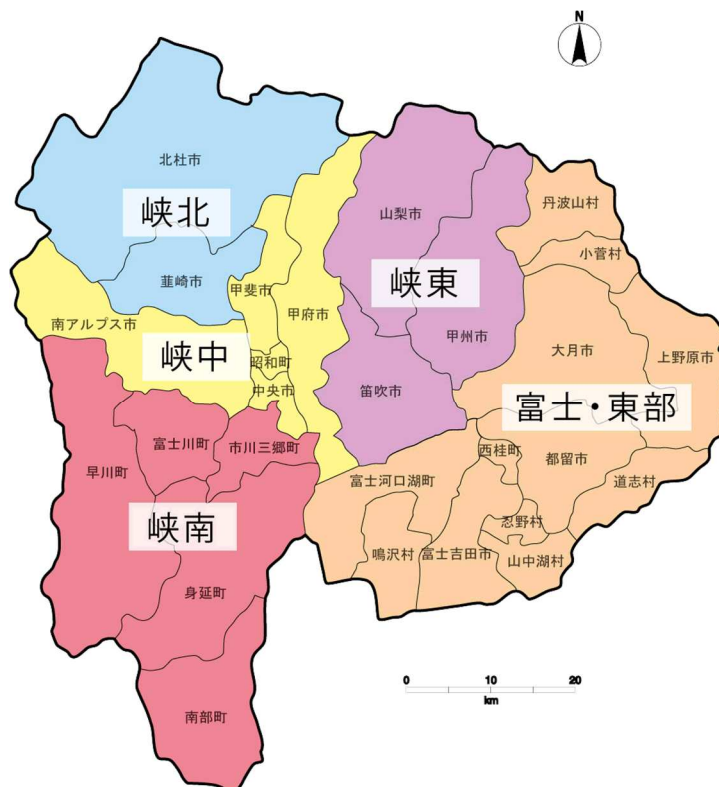 N
北杜市
峡北
山梨市
丹波山村
小菅村
韮崎市
甲斐市
峡東
南アルプス市
甲府市
甲州市
大月市
上野原市
峡中
昭和町
中央市
笛吹市
富士・東部
富士川町
市川三郷町
西桂町
都留市
早川町
富士河口湖町
道志村
峡南
忍野村
鳴沢村
富士吉田市
山中湖村
身延町
0 10 20
km
南部町